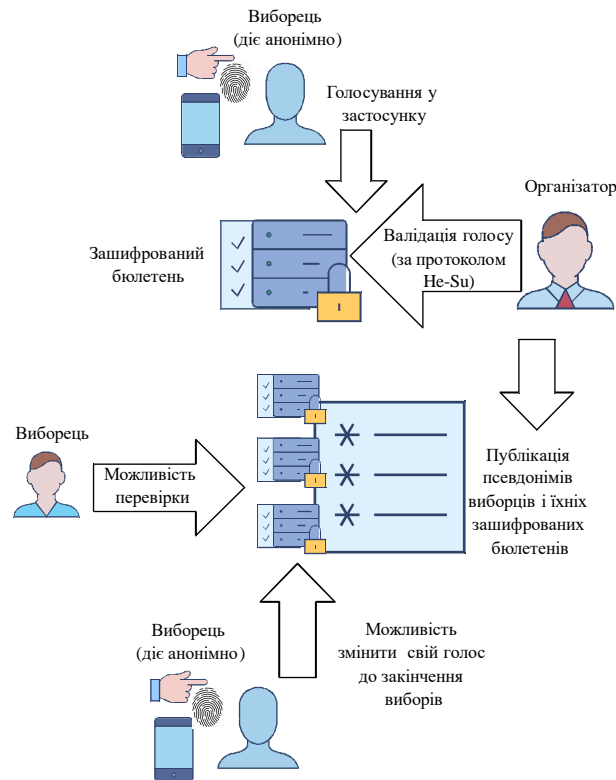 Виборець
(діє анонімно)
Голосування у
застосунку
Організатор
Валідація голосу
(за протоколом
He-Su)
Зашифрований
бюлетень
Виборець
Можливість
перевірки
Публікація
псевдонімів
виборців і їхніх
зашифрованих
бюлетенів
Виборець
(діє анонімно)
Можливість
змінити свій голос
до закінчення
виборів